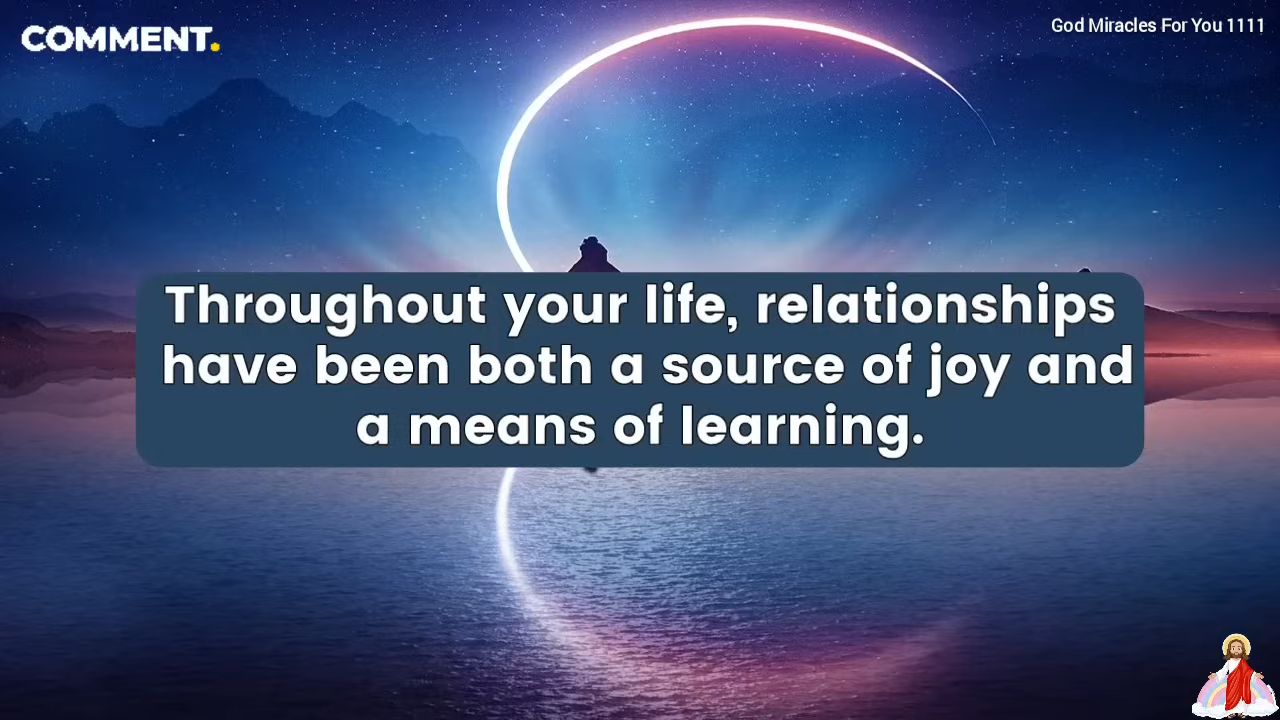 COMMENT.
God Miracles For You 1111
Throughout your life, relationships
have been both a source of joy and
a means of learning.